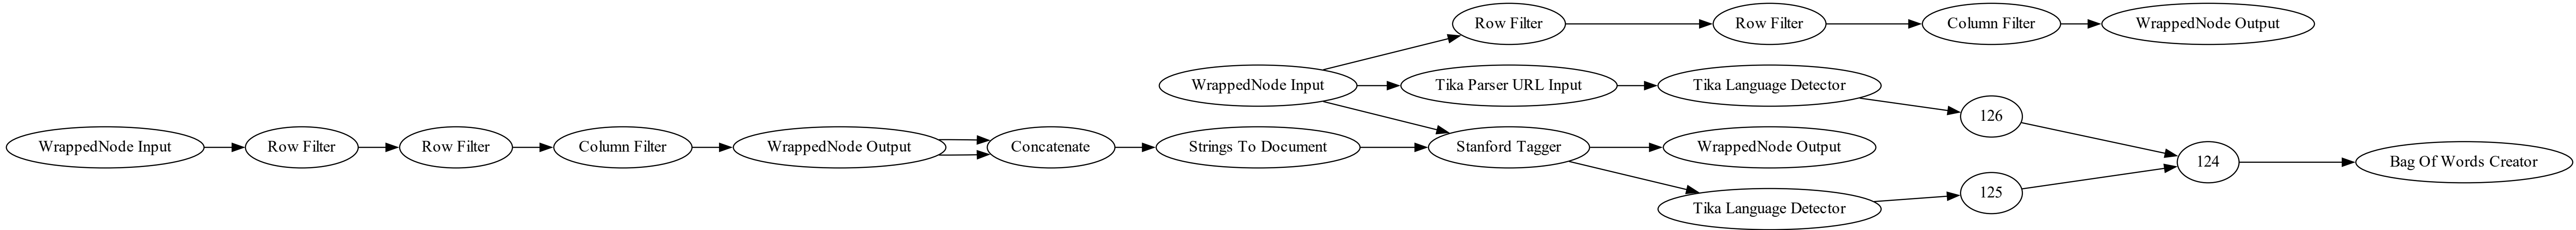 Row Filter
Row Filter
Column Filter
WrappedNode Output
WrappedNode Input
Tika Parser URL Input
Tika Language Detector
126
WrappedNode Input
Row Filter
Row Filter
Column Filter
WrappedNode Output
Concatenate
Strings To Document
Stanford Tagger
WrappedNode Output
124
Bag Of Words Creator
125
Tika Language Detector